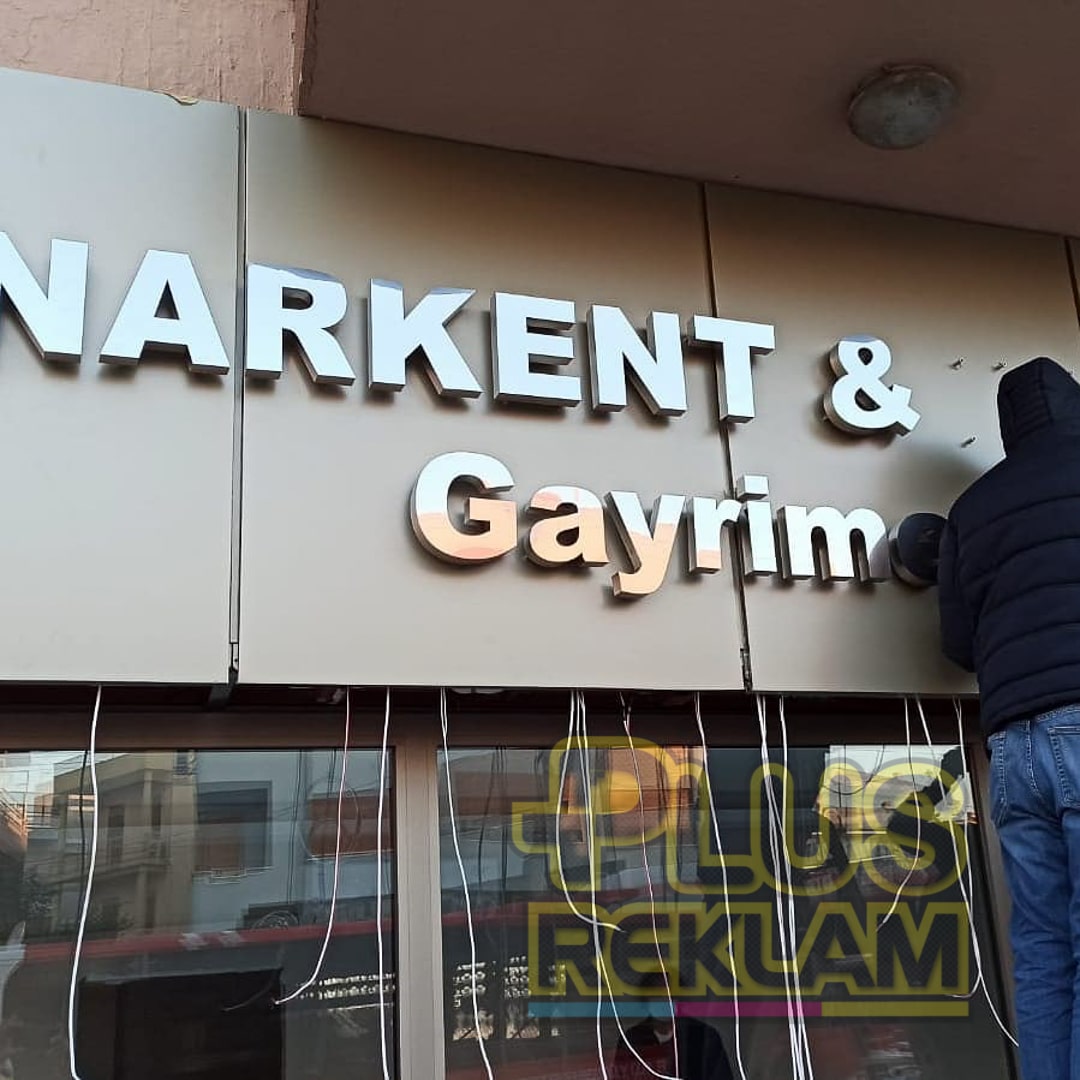 NARKENT &
Gayrim
PLUS
REKLAM